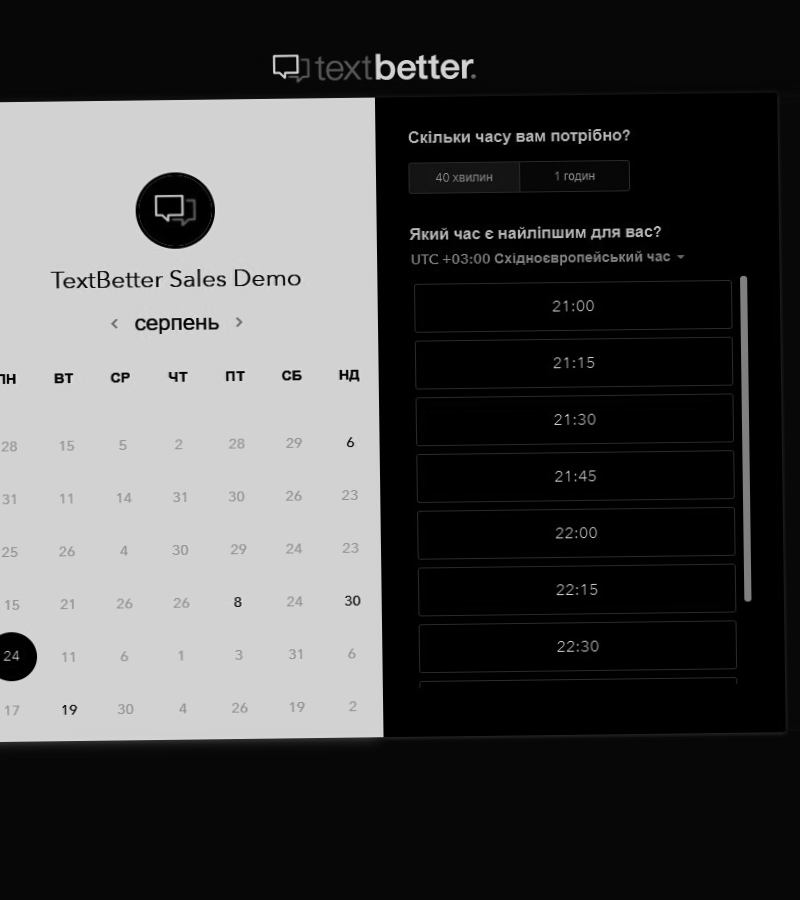 textbetter.
TextBetter Sales Demo
серпень
ВТ СР ЧТ ПТ СБ НД
28 15 5 2 28 29 6
31 11 14 31 30 26 23
25 26 4 30 29 24 23
15 21 26 26 8 24 30
24 11 6 1 3 31 6
17 19 30 4 26 19 2
Скільки часу вам потрібно?
40 хвилин 1 годин
Який час є найліпшим для вас?
UTC +03:00 Східноєвропейський час
21:00
21:15
21:30
21:45
22:00
22:15
22:30